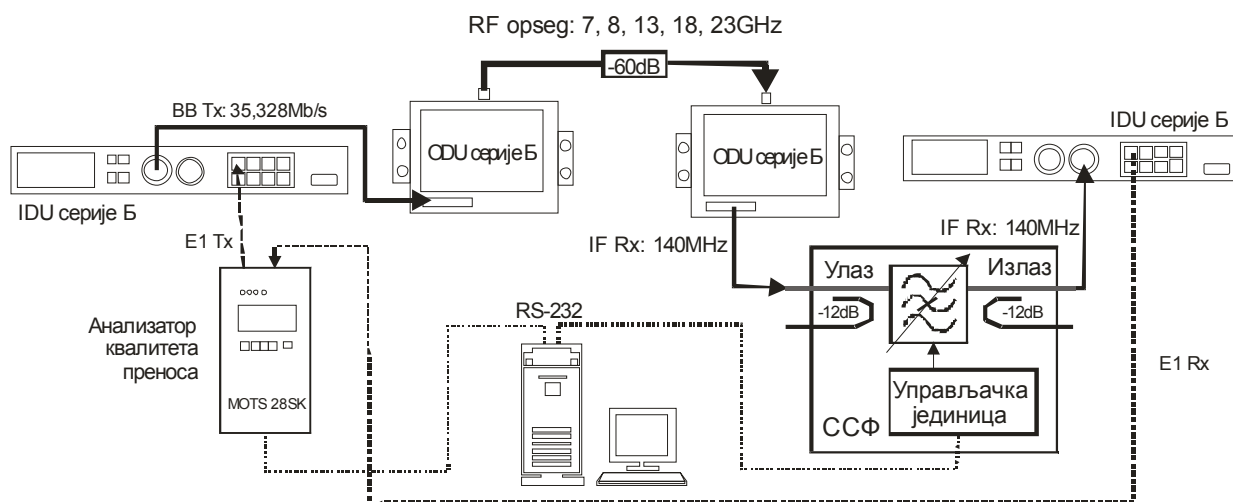 RF opseg: 7, 8, 13, 18, 23GHz
-60dB
BB Tx: 35,328Mb/s
IDU серије Б
ODU серије Б
ODU серије Б
IDU серије Б
E1 Tx
IF Rx: 140MHz
IF Rx: 140MHz
Улаз
Излаз
-12dB
-12dB
RS-232
Анализатор
квалитета
преноса
MOTS 28SK
E1 Rx
Управљачка
јединица
ССФ